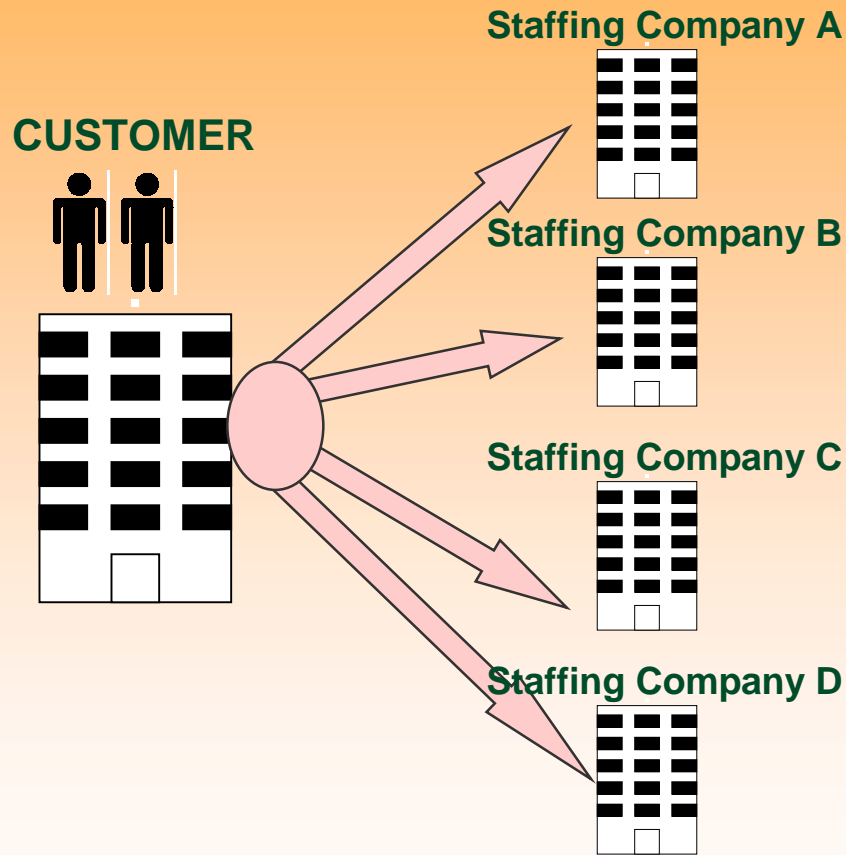 Staffing Company A
CUSTOMER
Staffing Company B
Staffing Company C
Staffing Company D